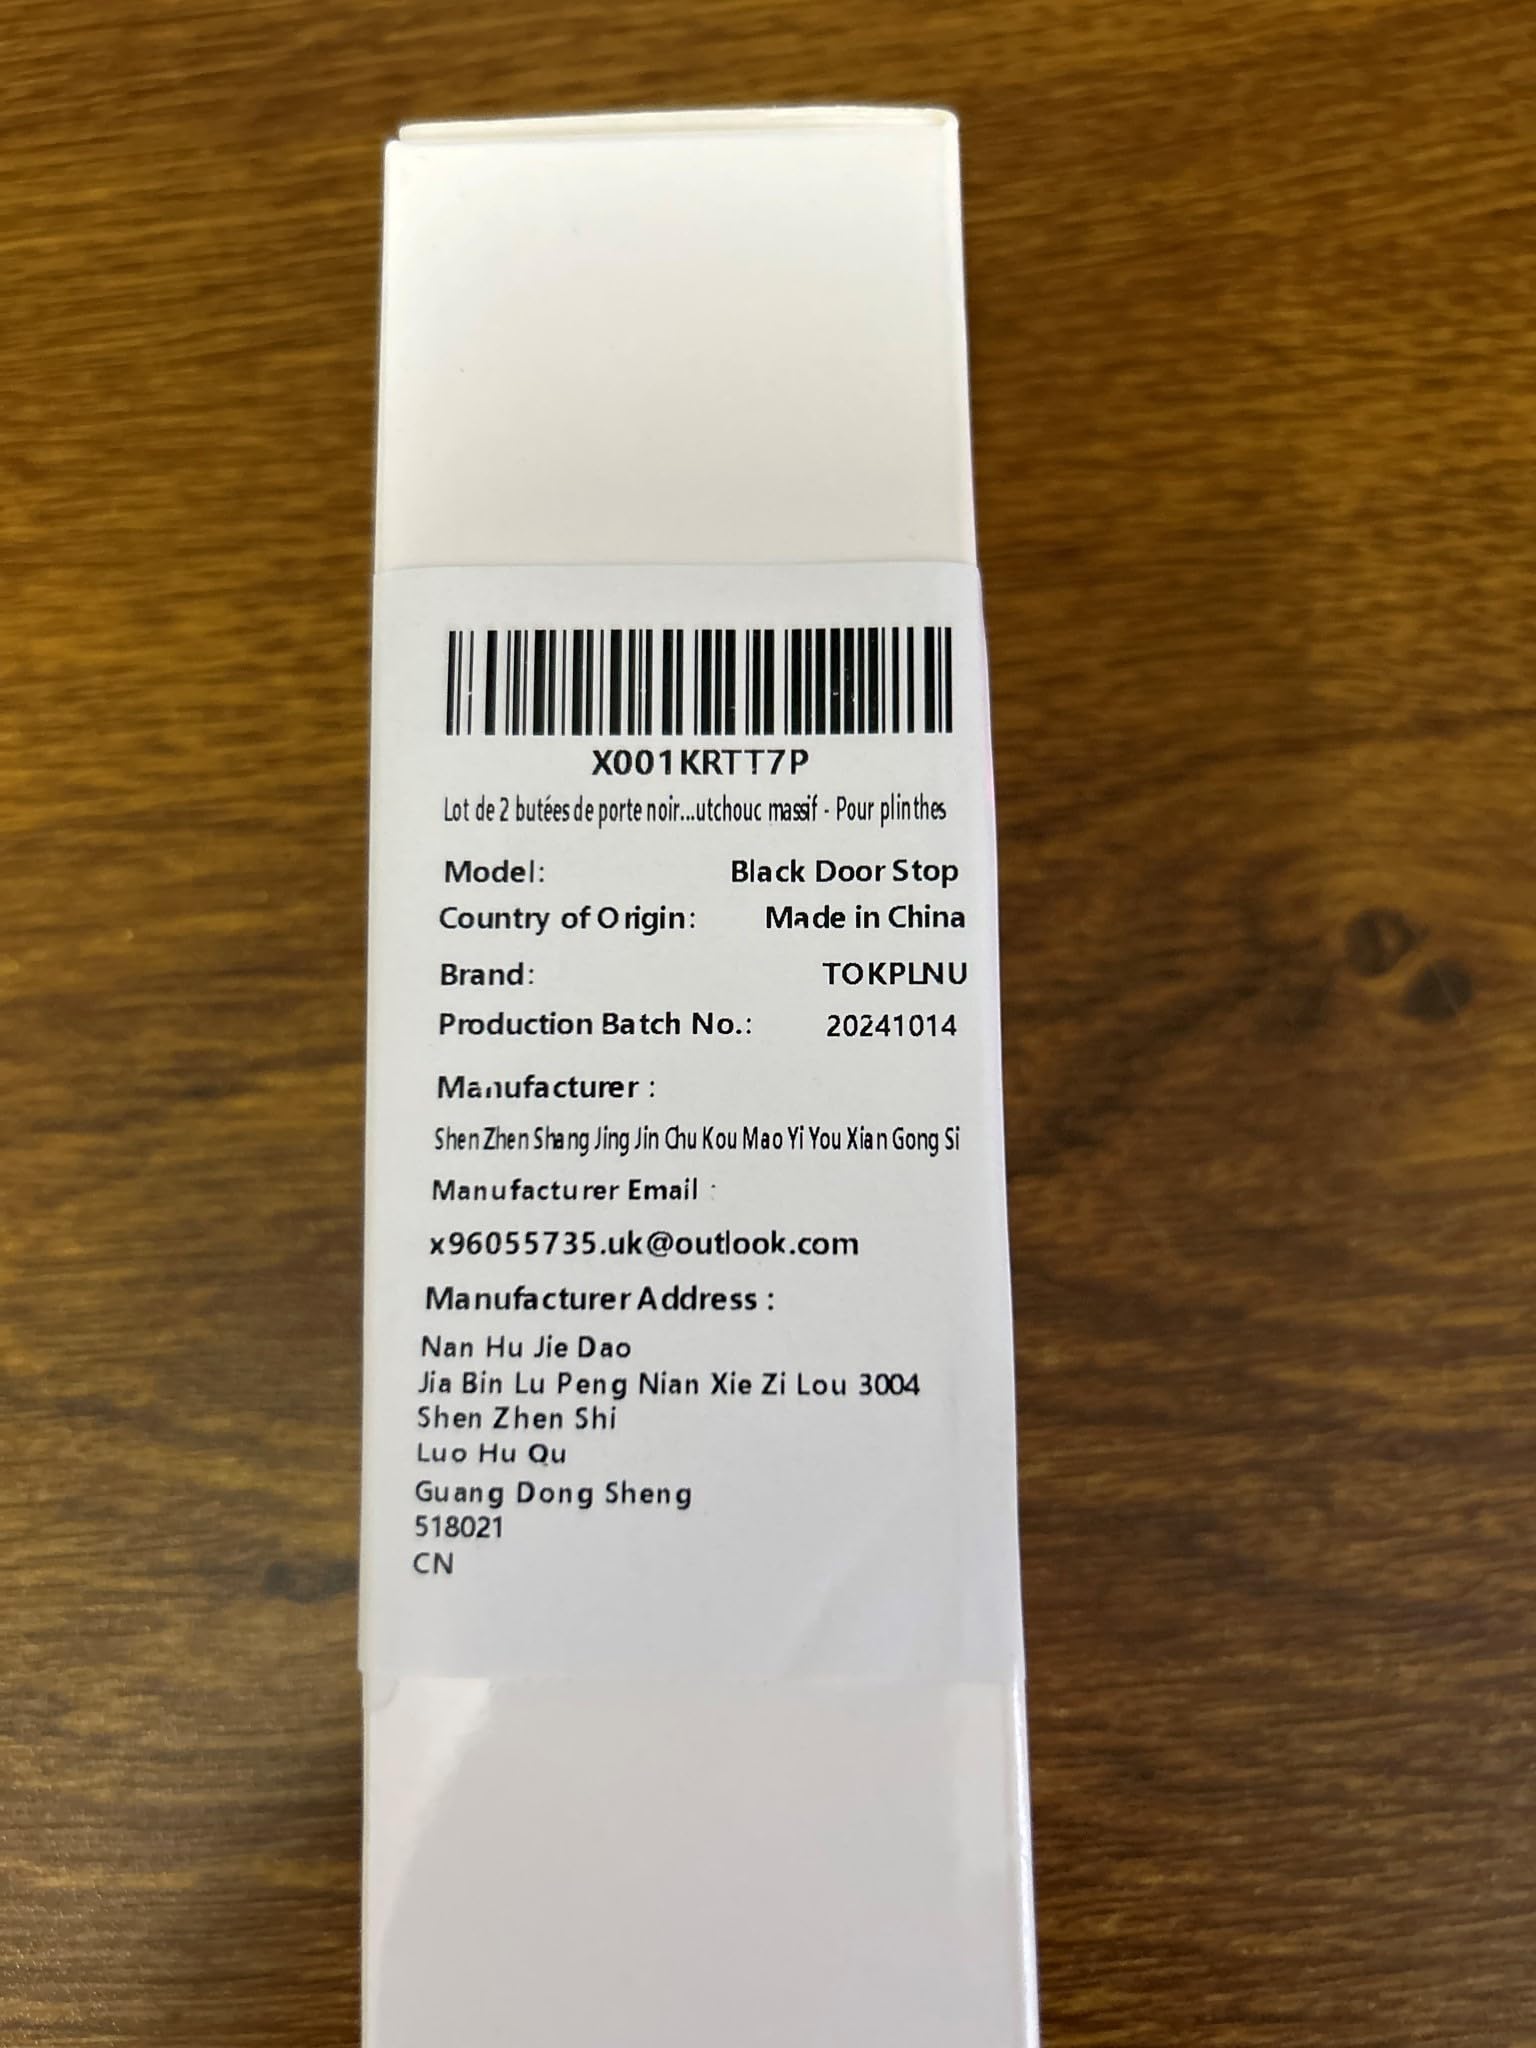 X001KRTT7P
Lot de 2 butées de porte noir...utchouc massif - Pour plinthes
Model: Black Door Stop
Country of Origin: Made in China
Brand: TOKPLNU
Production Batch No.: 20241014
Manufacturer :
Shen Zhen Shang Jing Jin Chu Kou Mao Yi You Xian Gong Si
Manufacturer Email :
x96055735.uk@outlook.com
Manufacturer Address :
Nan Hu Jie Dao
Jia Bin Lu Peng Nian Xie Zi Lou 3004
Shen Zhen Shi
Luo Hu Qu
Guang Dong Sheng
518021
CN